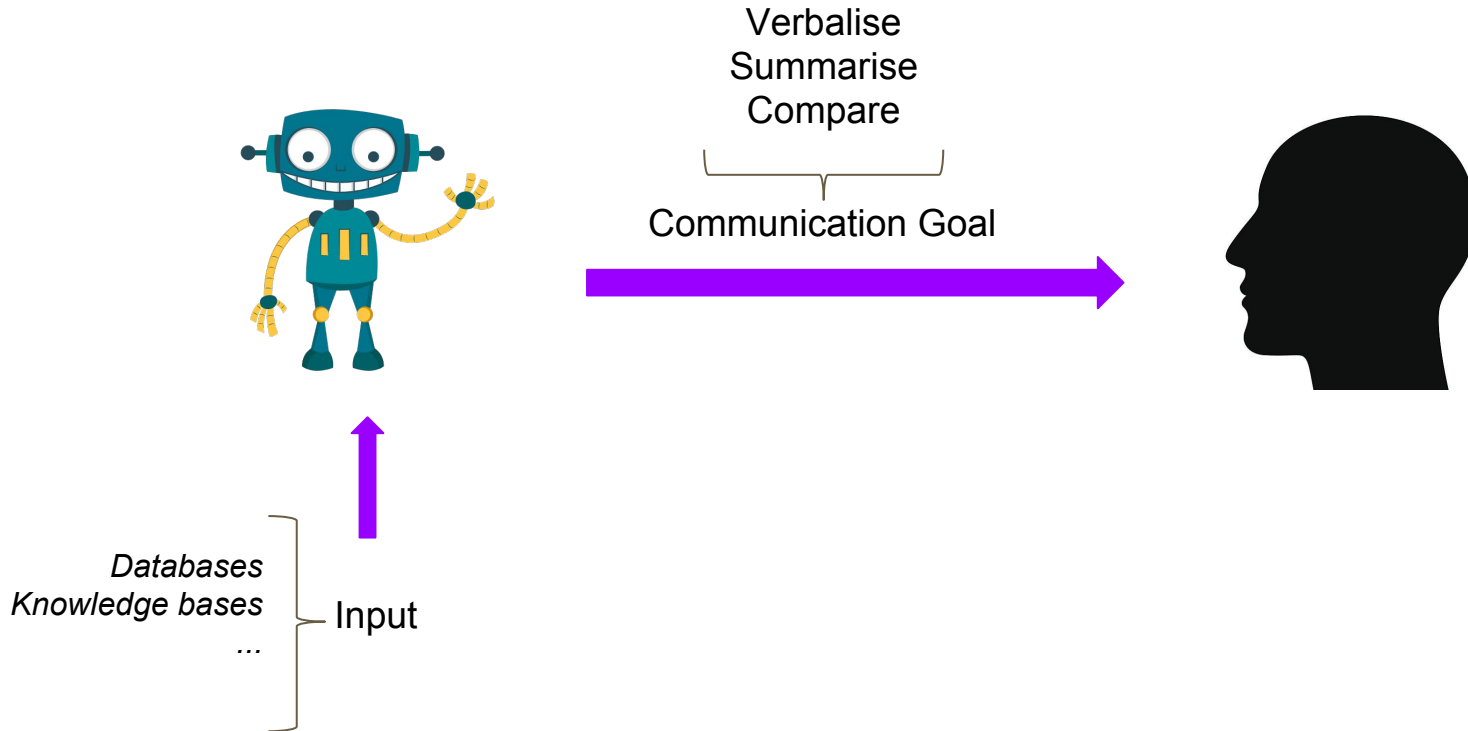 Verbalise
Summarise
Compare
Communication Goal
Databases
Knowledge bases
...
Input